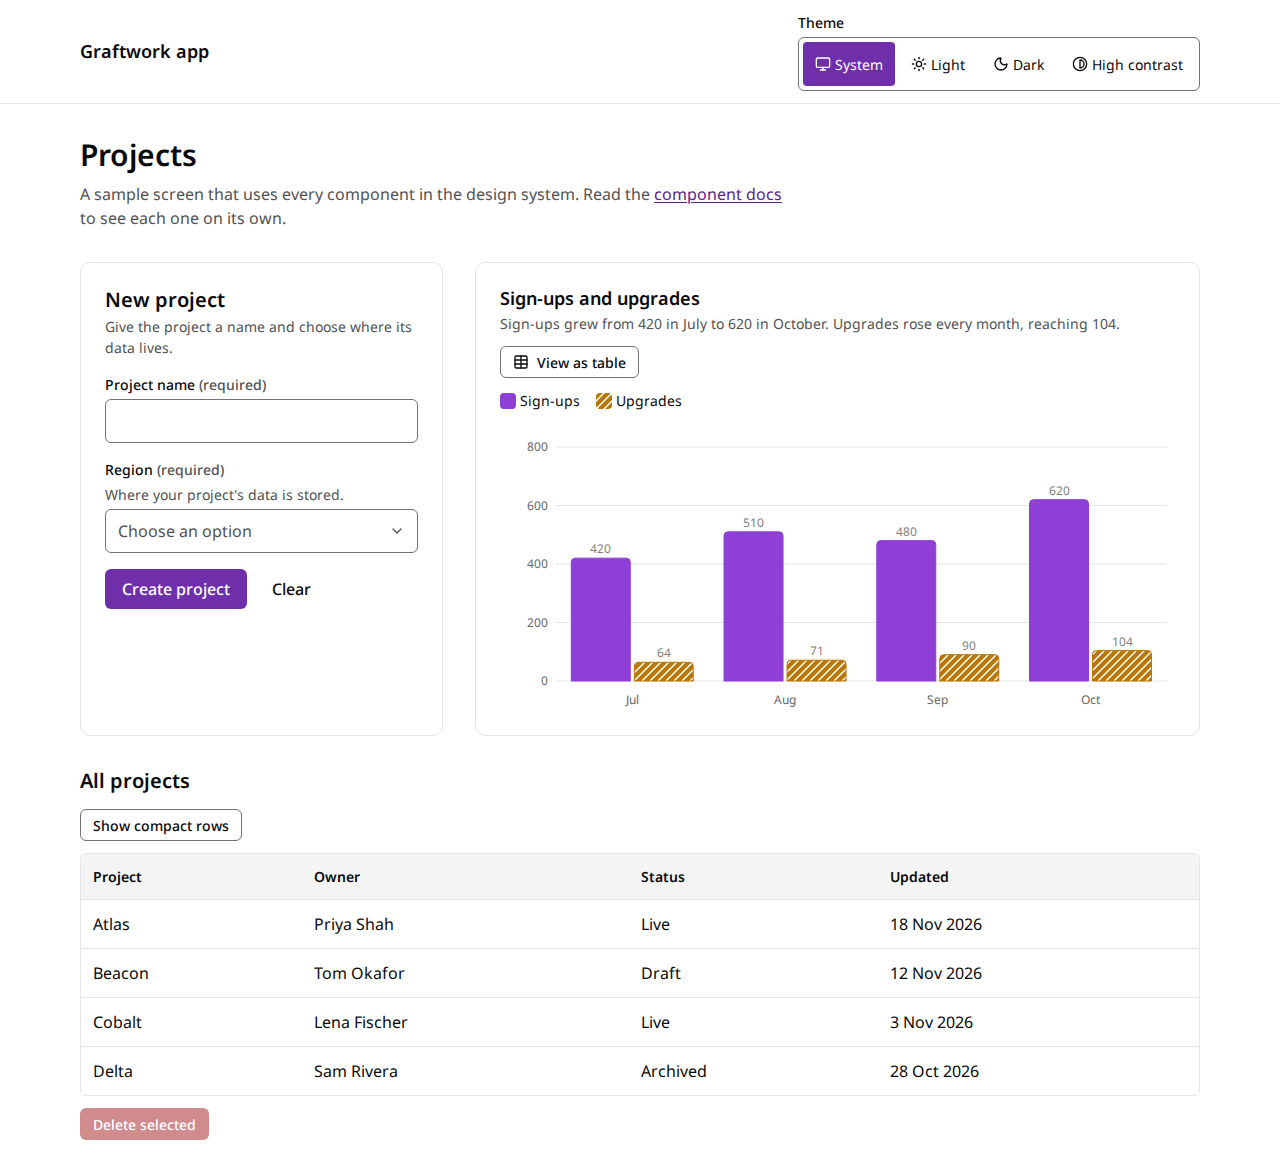 Graftwork app
Theme
System
Light
Dark
High contrast
Projects
A sample screen that uses every component in the design system. Read the component docs
to see each one on its own.
New project
Give the project a name and choose where its
data lives.
Project name (required)
Region (required)
Where your project's data is stored.
Choose an option
Create project
Clear
Sign-ups and upgrades
Sign-ups grew from 420 in July to 620 in October. Upgrades rose every month, reaching 104.
View as table
Sign-ups
Upgrades
800
600
400
200
0
420
64
510
71
480
90
620
104
Jul
Aug
Sep
Oct
All projects
Show compact rows
Project Owner Status Updated
Atlas Priya Shah Live 18 Nov 2026
Beacon Tom Okafor Draft 12 Nov 2026
Cobalt Lena Fischer Live 3 Nov 2026
Delta Sam Rivera Archived 28 Oct 2026
Delete selected